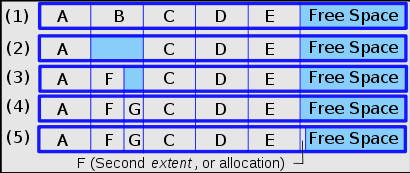 (1) A B C D E Free Space
(2) A C D E Free Space
(3) A F C D E Free Space
(4) A F G C D E Free Space
(5) A F G C D E Free Space
F (Second extent, or allocation)